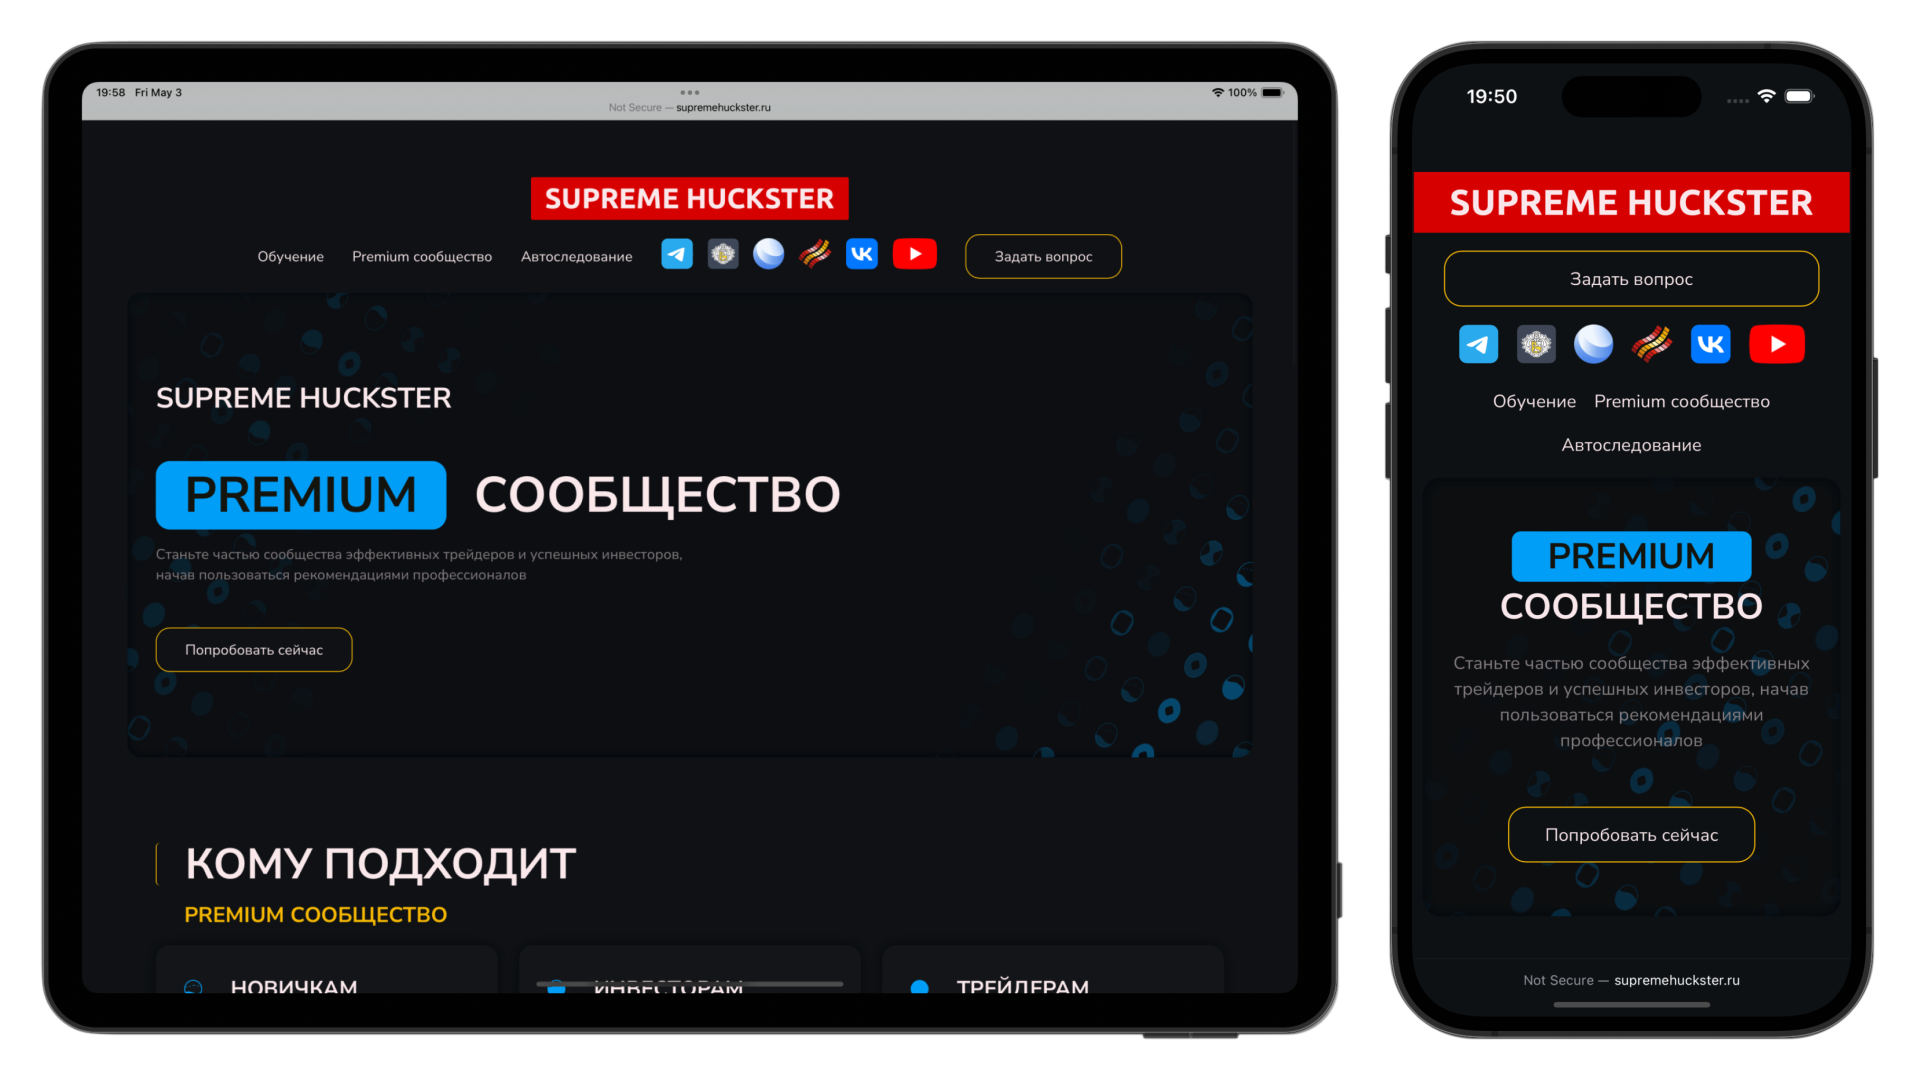 19:58 Fri May 3
100%
Not Secure — supremehuckster.ru
SUPREME HUCKSTER
Обучение Premium сообщество Автоследование Задать вопрос
SUPREME HUCKSTER
PREMIUM СООБЩЕСТВО
Станьте частью сообщества эффективных трейдеров и успешных инвесторов,
начав пользоваться рекомендациями профессионалов
Попробовать сейчас
КОМУ ПОДХОДИТ
PREMIUM СООБЩЕСТВО
НОВИЧКАМ ИНВЕСТОРАМ ТРЕЙДЕРАМ
19:50
SUPREME HUCKSTER
Задать вопрос
Обучение Premium сообщество
Автоследование
PREMIUM
СООБЩЕСТВО
Станьте частью сообщества эффективных
трейдеров и успешных инвесторов, начав
пользоваться рекомендациями
профессионалов
Попробовать сейчас
Not Secure — supremehuckster.ru